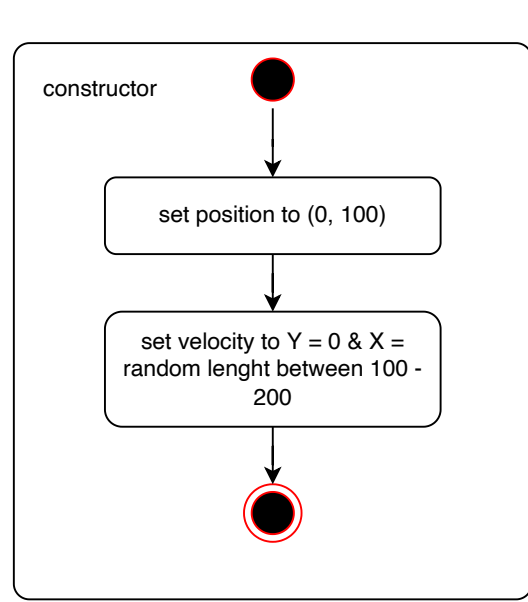 constructor
set position to (0, 100)
set velocity to Y = 0 & X =
random lenght between 100 -
200